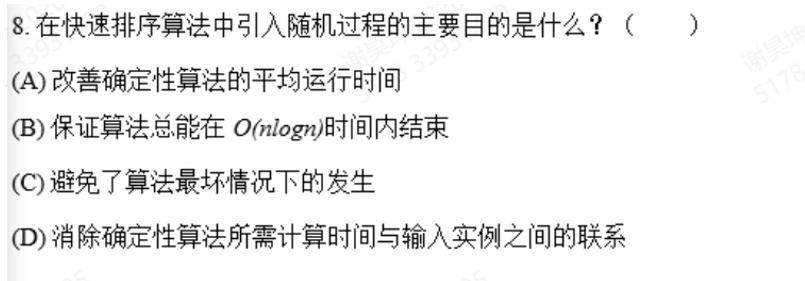 8. 在快速排序算法中引入随机过程的主要目的是什么？（  ）
(A) 改善确定性算法的平均运行时间
(B) 保证算法总能在 O(nlogn)时间内结束
(C) 避免了算法最坏情况下的发生
(D) 消除确定性算法所需计算时间与输入实例之间的联系